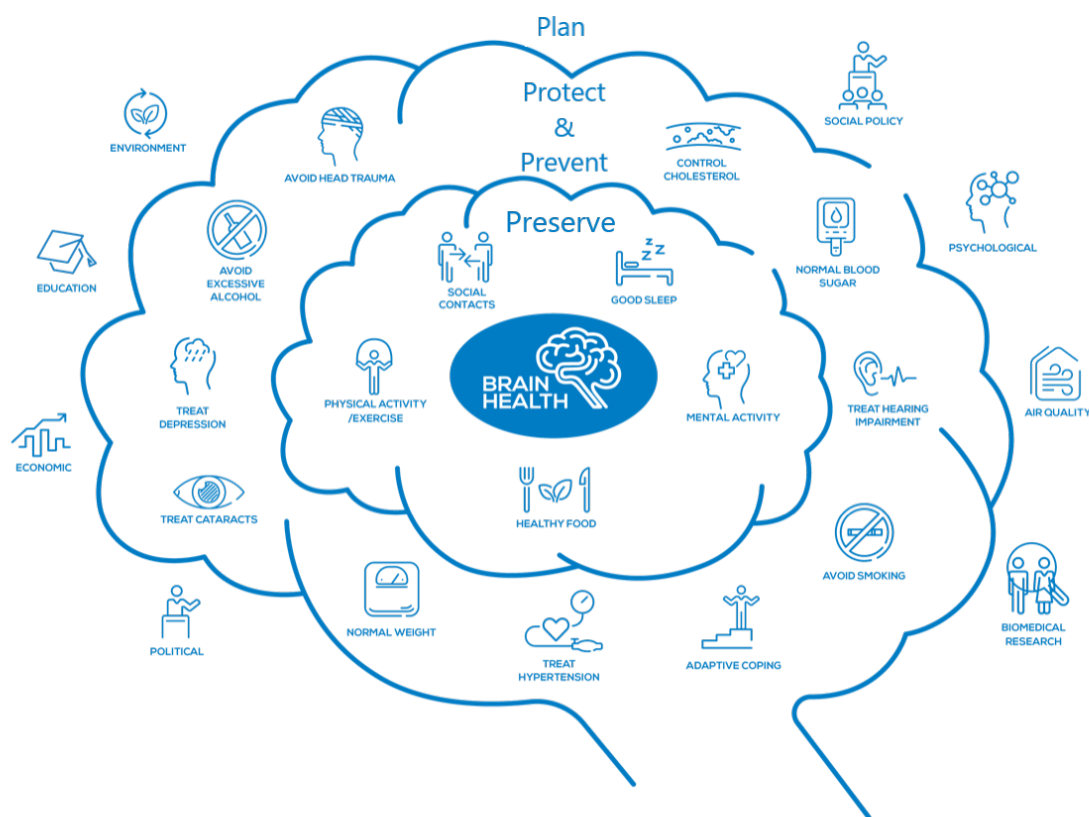 Plan
Protect
&
Prevent
Preserve
SOCIAL POLICY
ENVIRONMENT
AVOID HEAD TRAUMA
CONTROL
CHOLESTEROL
PSYCHOLOGICAL
EDUCATION
AVOID
EXCESSIVE
ALCOHOL
SOCIAL
CONTACTS
z z z
GOOD SLEEP
NORMAL BLOOD
SUGAR
BRAIN
HEALTH
TREAT
DEPRESSION
PHYSICAL ACTIVITY
/EXERCISE
MENTAL ACTIVITY
TREAT HEARING
IMPAIRMENT
AIR QUALITY
ECONOMIC
TREAT CATARACTS
HEALTHY FOOD
AVOID SMOKING
POLITICAL
NORMAL WEIGHT
TREAT
HYPERTENSION
ADAPTIVE COPING
BIOMEDICAL
RESEARCH